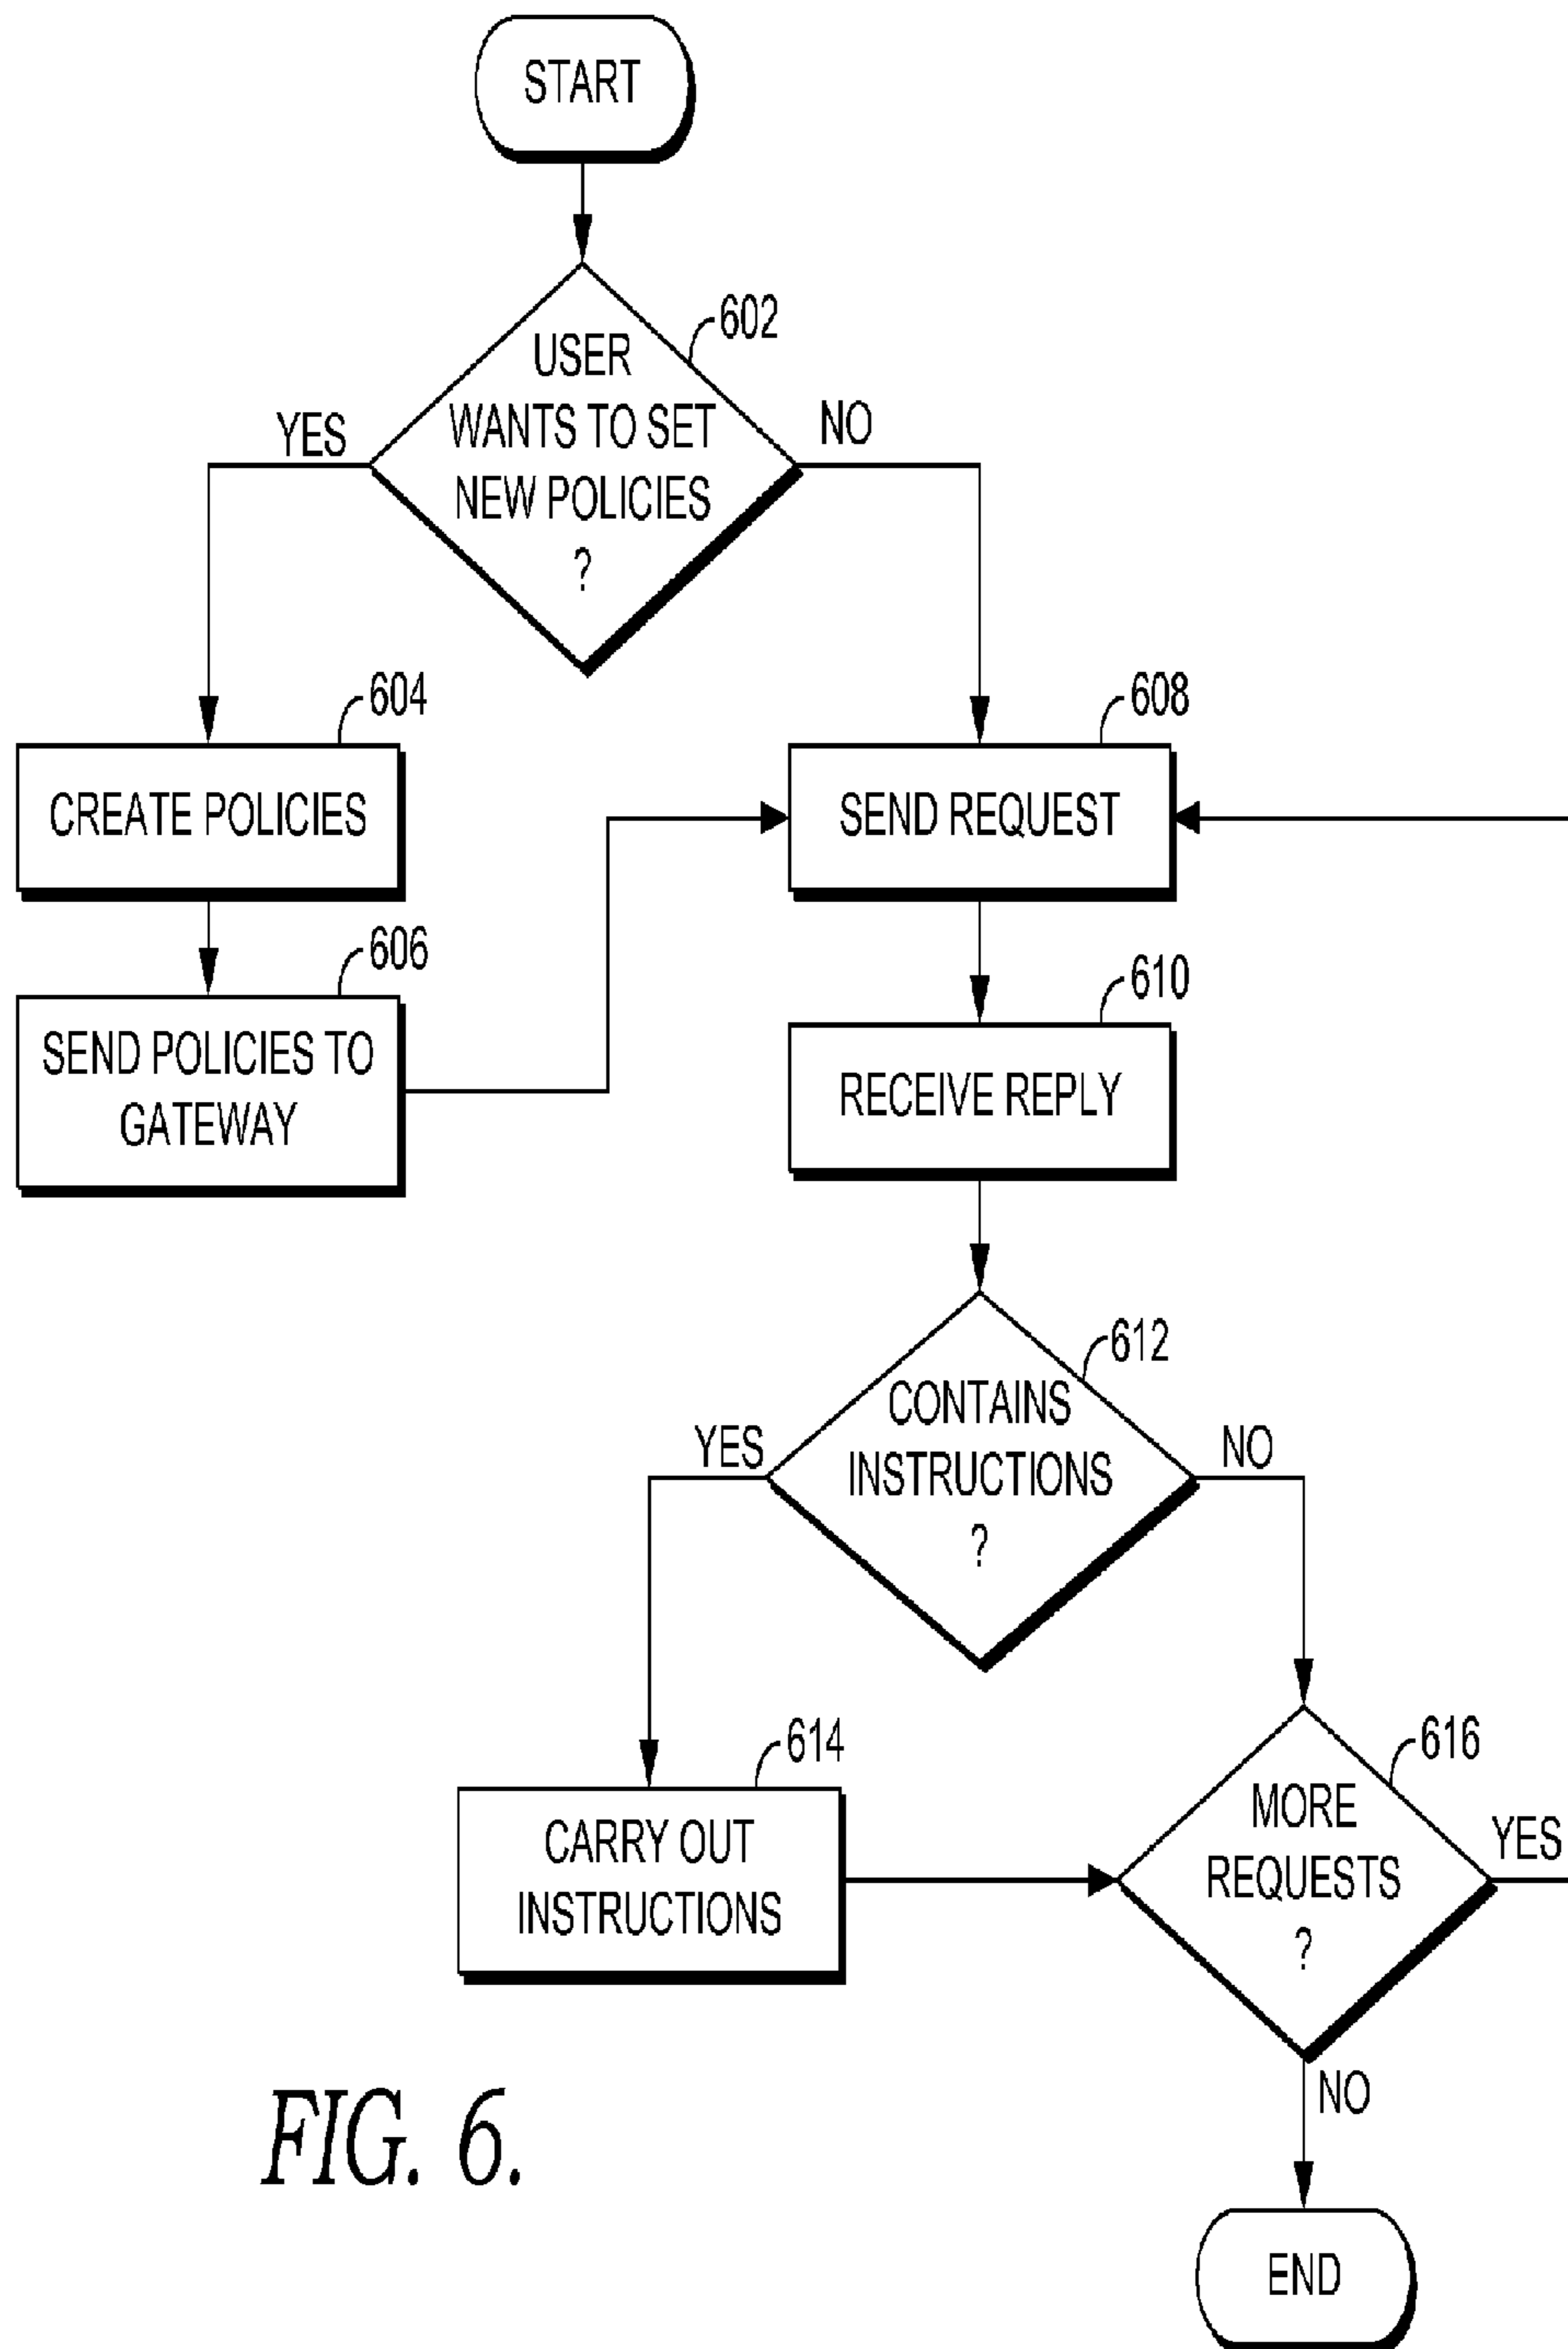 START
602
USER
WANTS TO SET
NEW POLICIES
?
YES
NO
604
CREATE POLICIES
608
SEND REQUEST
606
SEND POLICIES TO
GATEWAY
610
RECEIVE REPLY
612
CONTAINS
INSTRUCTIONS
?
YES
NO
614
CARRY OUT
INSTRUCTIONS
616
MORE
REQUESTS
?
YES
NO
FIG. 6.
END